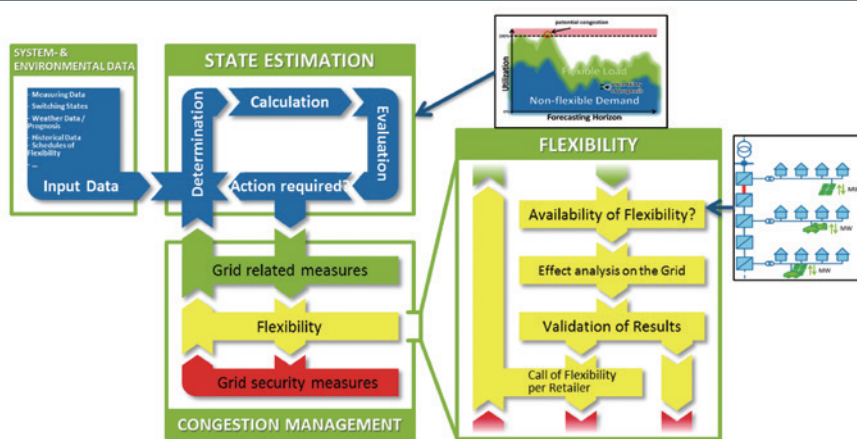 SYSTEM- &
ENVIRONMENTAL DATA
- Measuring Data
- Switching States
- Weather Data /
Prognosis
- Historical Data
- Schedules of
Flexibility
- ...
Input Data
STATE ESTIMATION
Determination
Calculation
Evaluation
Action required?
Grid related measures
Flexibility
Grid security measures
CONGESTION MANAGEMENT
potential congestion
Utilization
Flexible Load
Non-flexible Demand
Forecasting Horizon
FLEXIBILITY
Availability of Flexibility?
Effect analysis on the Grid
Validation of Results
Call of Flexibility
per Retailer
MW
MW
MW